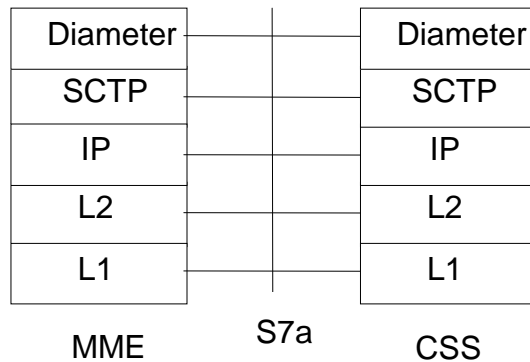 Diameter Diameter
SCTP SCTP
IP IP
L2 L2
L1 L1
MME S7a CSS